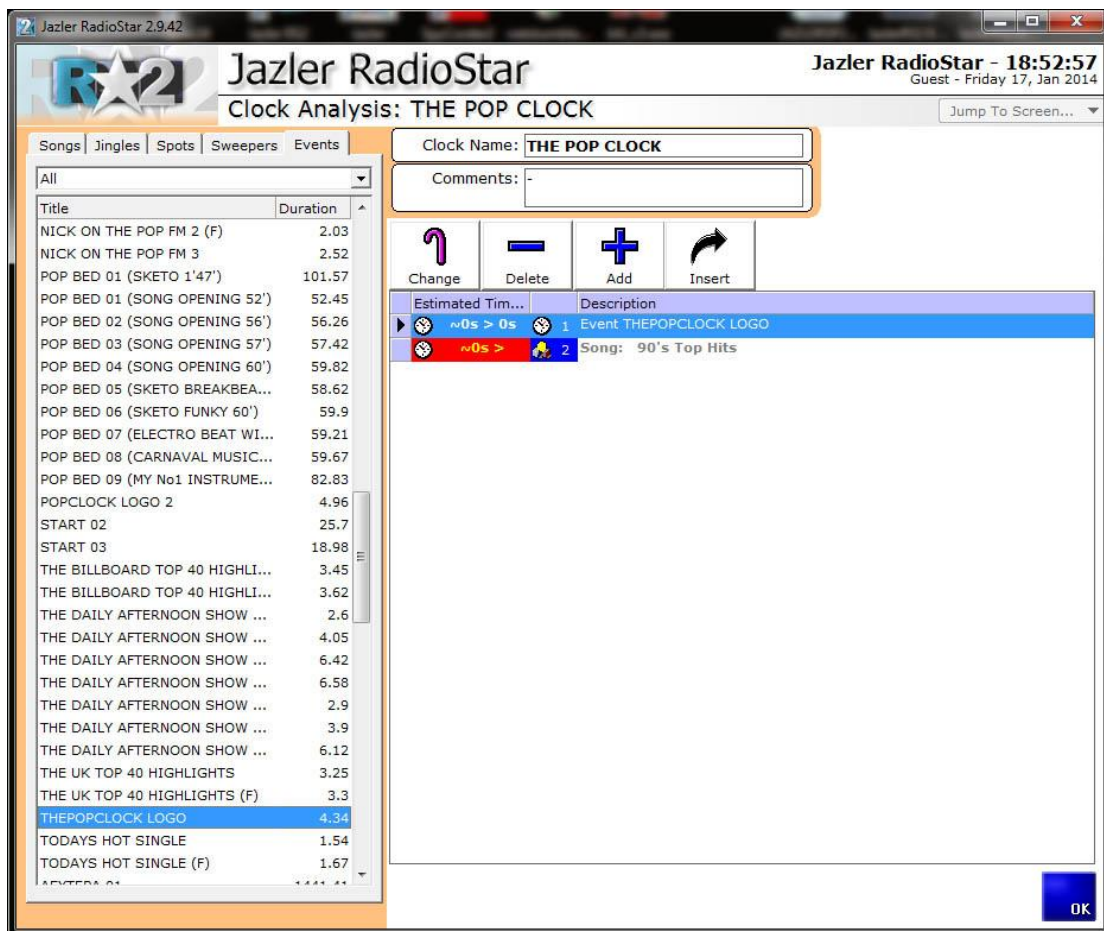 Jazler RadioStar 2.9.42
R 2
Jazler RadioStar
Jazler RadioStar - 18:52:57
Guest - Friday 17, Jan 2014
Clock Analysis: THE POP CLOCK
Jump To Screen...
Songs Jingles Spots Sweepers Events
All
Title Duration
NICK ON THE POP FM 2 (F) 2.03
NICK ON THE POP FM 3 2.52
POP BED 01 (SKETO 1'47') 101.57
POP BED 01 (SONG OPENING 52') 52.45
POP BED 02 (SONG OPENING 56') 56.26
POP BED 03 (SONG OPENING 57') 57.42
POP BED 04 (SONG OPENING 60') 59.82
POP BED 05 (SKETO BREAKBEA... 58.62
POP BED 06 (SKETO FUNKY 60') 59.9
POP BED 07 (ELECTRO BEAT WI... 59.21
POP BED 08 (CARNAVAL MUSIC... 59.67
POP BED 09 (MY No1 INSTRUME... 82.83
POPCLOCK LOGO 2 4.96
START 02 25.7
START 03 18.98
THE BILLBOARD TOP 40 HIGHLI... 3.45
THE BILLBOARD TOP 40 HIGHLI... 3.62
THE DAILY AFTERNOON SHOW ... 2.6
THE DAILY AFTERNOON SHOW ... 4.05
THE DAILY AFTERNOON SHOW ... 6.42
THE DAILY AFTERNOON SHOW ... 6.58
THE DAILY AFTERNOON SHOW ... 2.9
THE DAILY AFTERNOON SHOW ... 3.9
THE DAILY AFTERNOON SHOW ... 6.12
THE UK TOP 40 HIGHLIGHTS 3.25
THE UK TOP 40 HIGHLIGHTS (F) 3.3
THEPOPCLOCK LOGO 4.34
TODAYS HOT SINGLE 1.54
TODAYS HOT SINGLE (F) 1.67
Clock Name: THE POP CLOCK
Comments: -
Change Delete Add Insert
Estimated Tim... Description
~0s > 0s 1 Event THEPOPCLOCK LOGO
~0s > 2 Song: 90's Top Hits
OK